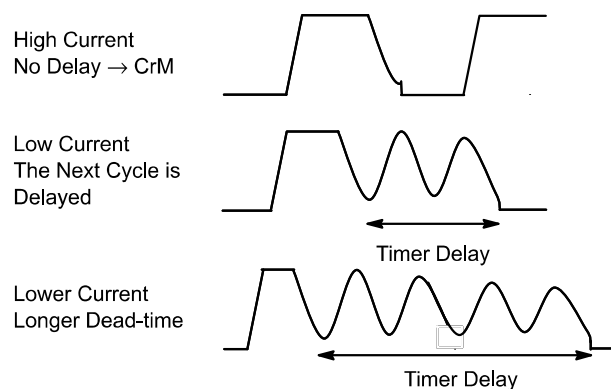 High Current
No Delay → CrM
Low Current
The Next Cycle is
Delayed
Timer Delay
Lower Current
Longer Dead-time
Timer Delay